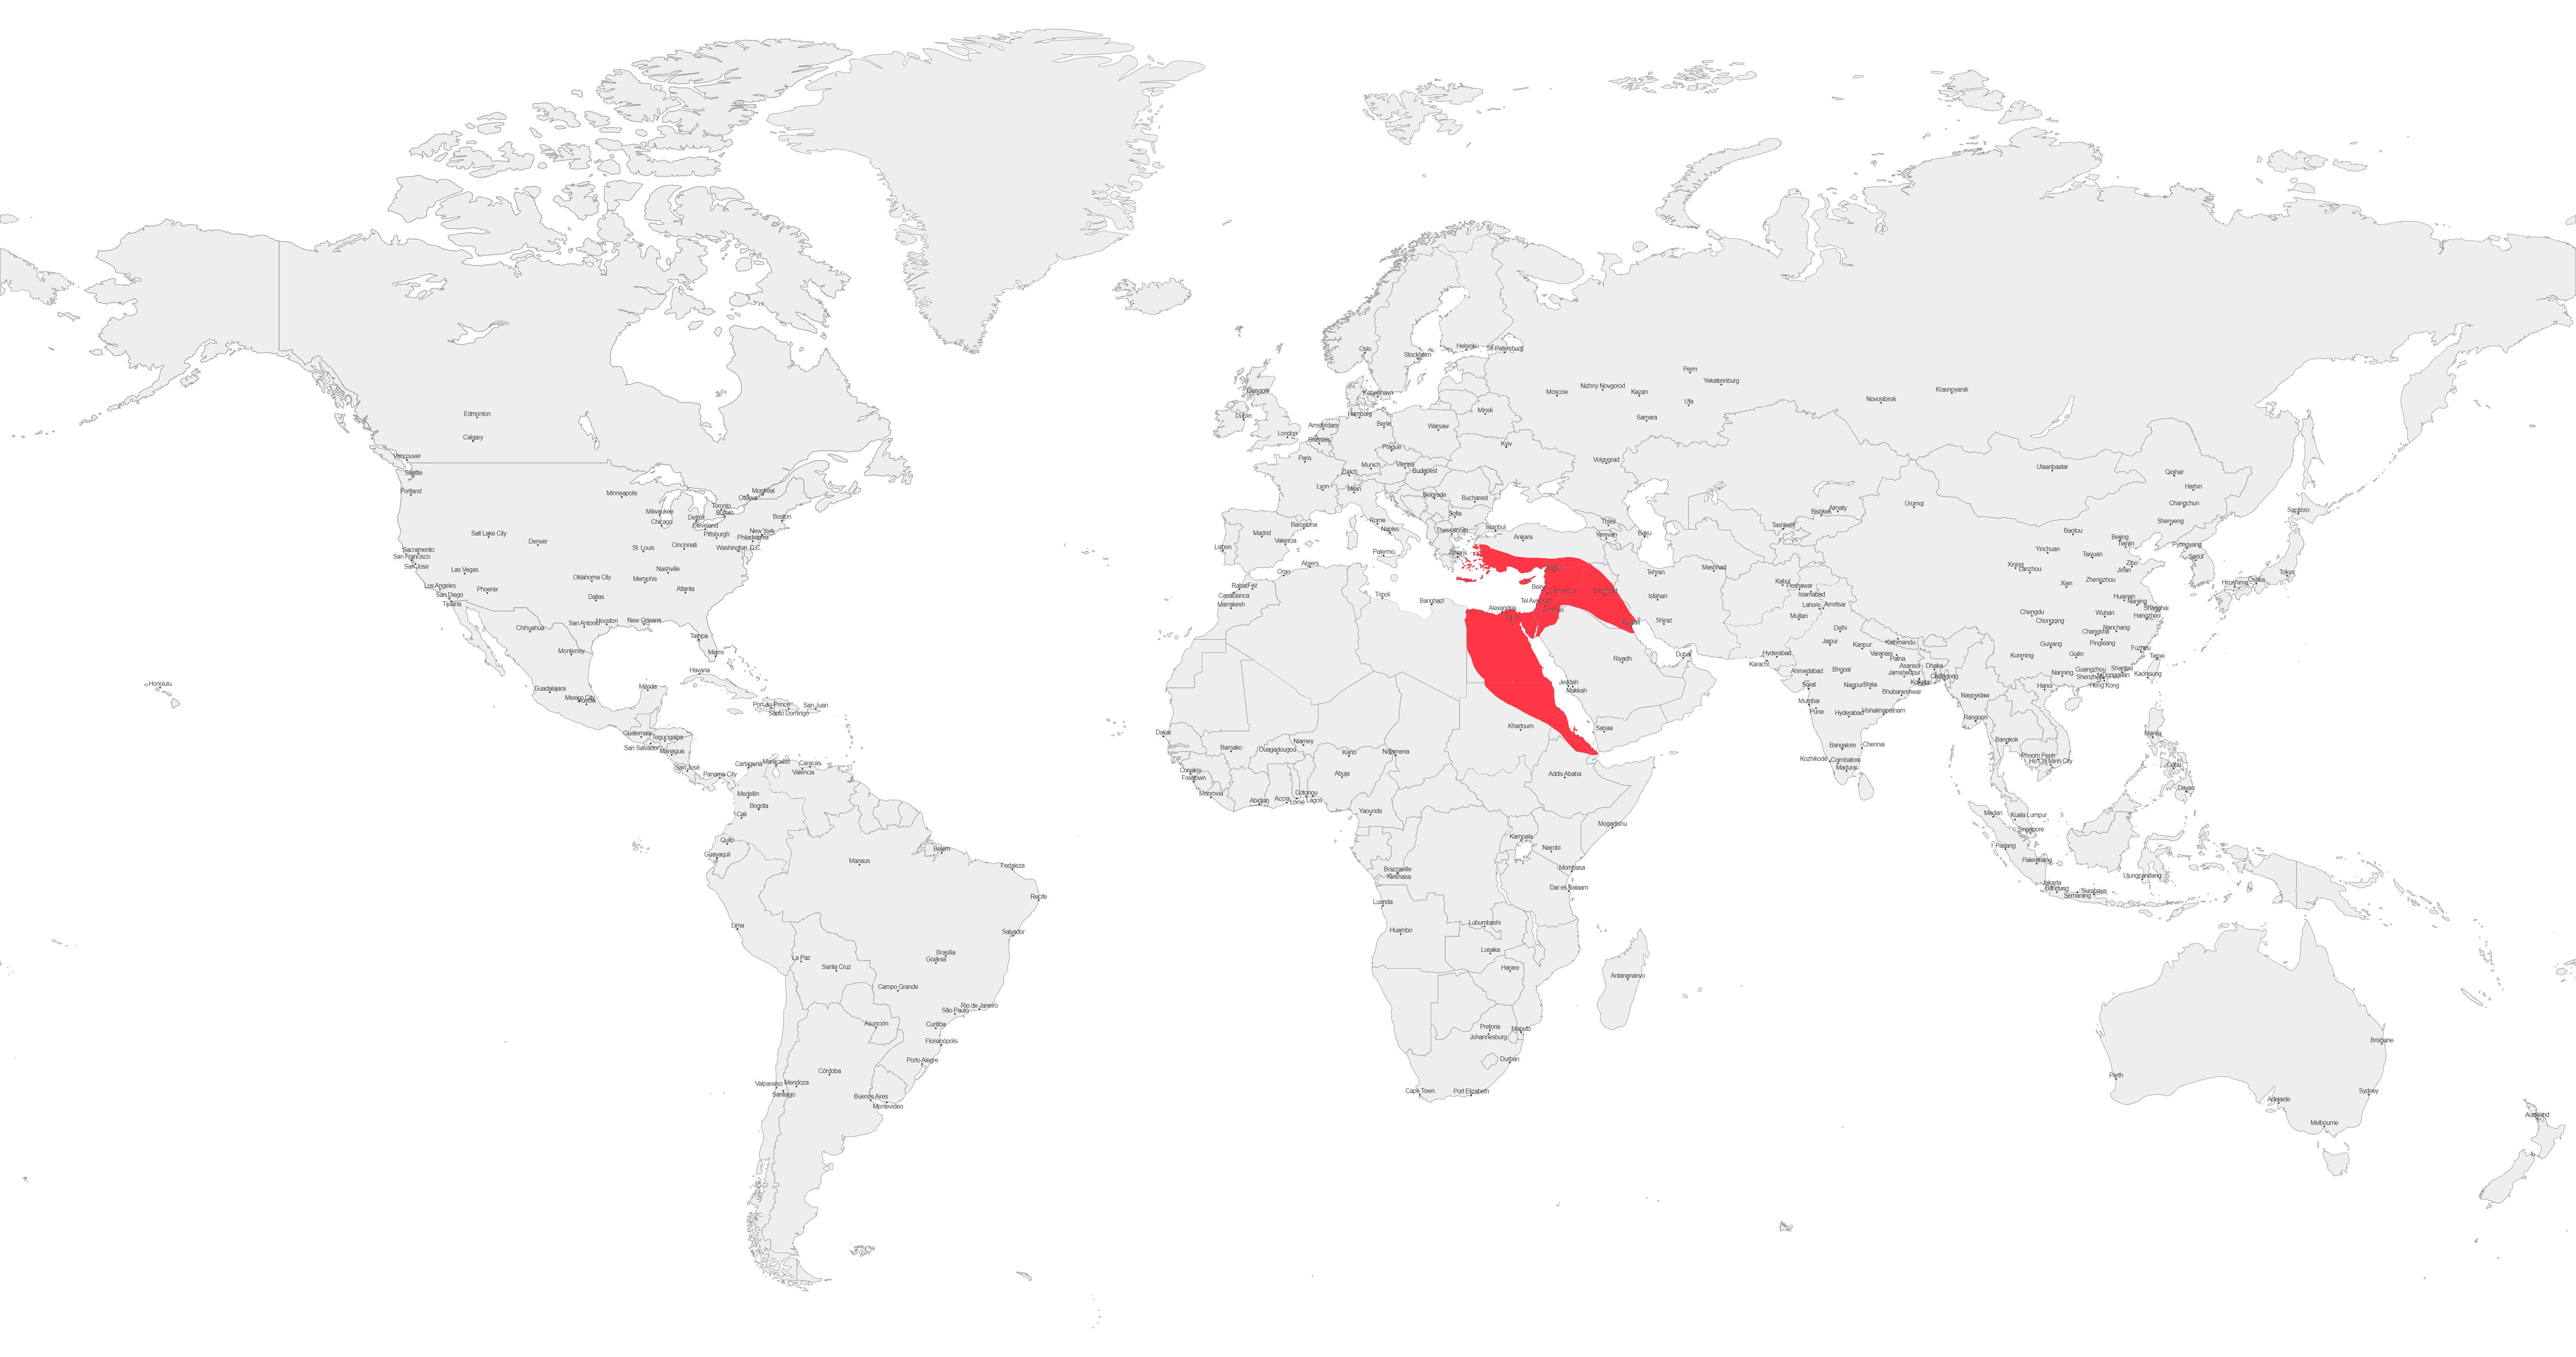 Oslo
Helsinki
St. Petersburg
Stockholm
Perm
Yekaterinburg
Nizhny Novgorod
Moscow
Kazan
Krasnoyarsk
Glasgow
København
Novosibirsk
Ufa
Edmonton
Dublin
Hamburg
Minsk
Samara
Amsterdam
Berlin
Warsaw
Calgary
London
Brussels
Kyiv
Prague
Vancouver
Paris
Munich
Vienna
Volgograd
Ulaanbaatar
Seattle
Zürich
Budapest
Qiqihar
Portland
Minneapolis
Ottawa
Montréal
Lyon
Milan
Belgrade
Bucharest
Harbin
Ürümqi
Changchun
Milwaukee
Toronto
Buffalo
Boston
Sofia
Bishkek
Almaty
Sapporo
Chicago
Detroit
Cleveland
Rome
Barcelona
Naples
Thessaloniki
Istanbul
Tbilisi
Tashkent
Shenyang
Salt Lake City
Denver
Pittsburgh
New York
Philadelphia
Madrid
Valencia
Ankara
Yerevan
Baku
Baotou
Beijing
Tianjin
Pyongyang
Seoul
St. Louis
Cincinnati
Washington, D.C.
Lisbon
Palermo
Athens
Yinchuan
Taiyuan
Sacramento
San Francisco
San Jose
Las Vegas
Nashville
Algiers
Oran
Tehran
Mashhad
Xining
Lanzhou
Jinan
Zibo
Tokyo
Oklahoma City
Memphis
Los Angeles
Phoenix
Atlanta
Rabat
Fez
Casablanca
Marrakesh
Tripoli
Banghazi
Alexandria
Tel Aviv
Isfahan
Kabul
Peshawar
Islamabad
Xian
Zhengzhou
Hiroshima
Osaka
San Diego
Tijuana
Dallas
Lahore
Amritsar
Huainan
Nanjing
Shanghai
Hangzhou
San Antonio
Houston
New Orleans
Chihuahua
Shiraz
Multan
Chengdu
Chongqing
Wuhan
Nanchang
Changsha
Tampa
Delhi
Jaipur
Kanpur
Kathmandu
Guiyang
Pingxiang
Fuzhou
Taipei
Monterrey
Miami
Riyadh
Dubai
Karachi
Hyderabad
Varanasi
Patna
Kunming
Guilin
Havana
Ahmedabad
Bhopal
Asansol
Jamshedpur
Dhaka
Chittagong
Kolkata
Nanning
Guangzhou
Shenzhen
Dongguan
Shantou
Hong Kong
Kaohsiung
Honolulu
Guadalajara
Mexico City
Puebla
Mérida
Jeddah
Makkah
Surat
Nagpur
Bhilai
Bhubaneswar
Hanoi
Naypyidaw
Port-au-Prince
Santo Domingo
San Juan
Mumbai
Pune
Hyderabad
Vishakhapatnam
Rangoon
Dakar
Khartoum
Sanaa
Guatemala
Tegucigalpa
San Salvador
Managua
Bamako
Ouagadougou
Niamey
Kano
Ndjamena
Bangalore
Chennai
Bangkok
Manila
San José
Panama City
Cartagena
Maracaibo
Caracas
Valencia
Conakry
Freetown
Abuja
Addis Ababa
Kozhikode
Coimbatore
Madurai
Phnom Penh
Ho Chi Minh City
Cebu
Medellín
Bogota
Cali
Monrovia
Abidjan
Accra
Lomé
Cotonou
Lagos
Yaounde
Davao
Medan
Kuala Lumpur
Singapore
Quito
Guayaquil
Manaus
Belém
Fortaleza
Kampala
Nairobi
Mogadishu
Padang
Palembang
Brazzaville
Kinshasa
Mombasa
Dar es Salaam
Ujungpandang
Jakarta
Bandung
Semarang
Surabaya
Recife
Luanda
Lima
Salvador
Huambo
Lubumbashi
La Paz
Santa Cruz
Brasília
Goiânia
Lusaka
Harare
Antananarivo
Campo Grande
São Paulo
Rio de Janeiro
Asunción
Curitiba
Florianópolis
Pretoria
Johannesburg
Maputo
Brisbane
Porto Alegre
Córdoba
Durban
Perth
Valparaíso
Mendoza
Santiago
Buenos Aires
Montevideo
Cape Town
Port Elizabeth
Adelaide
Sydney
Melbourne
Auckland